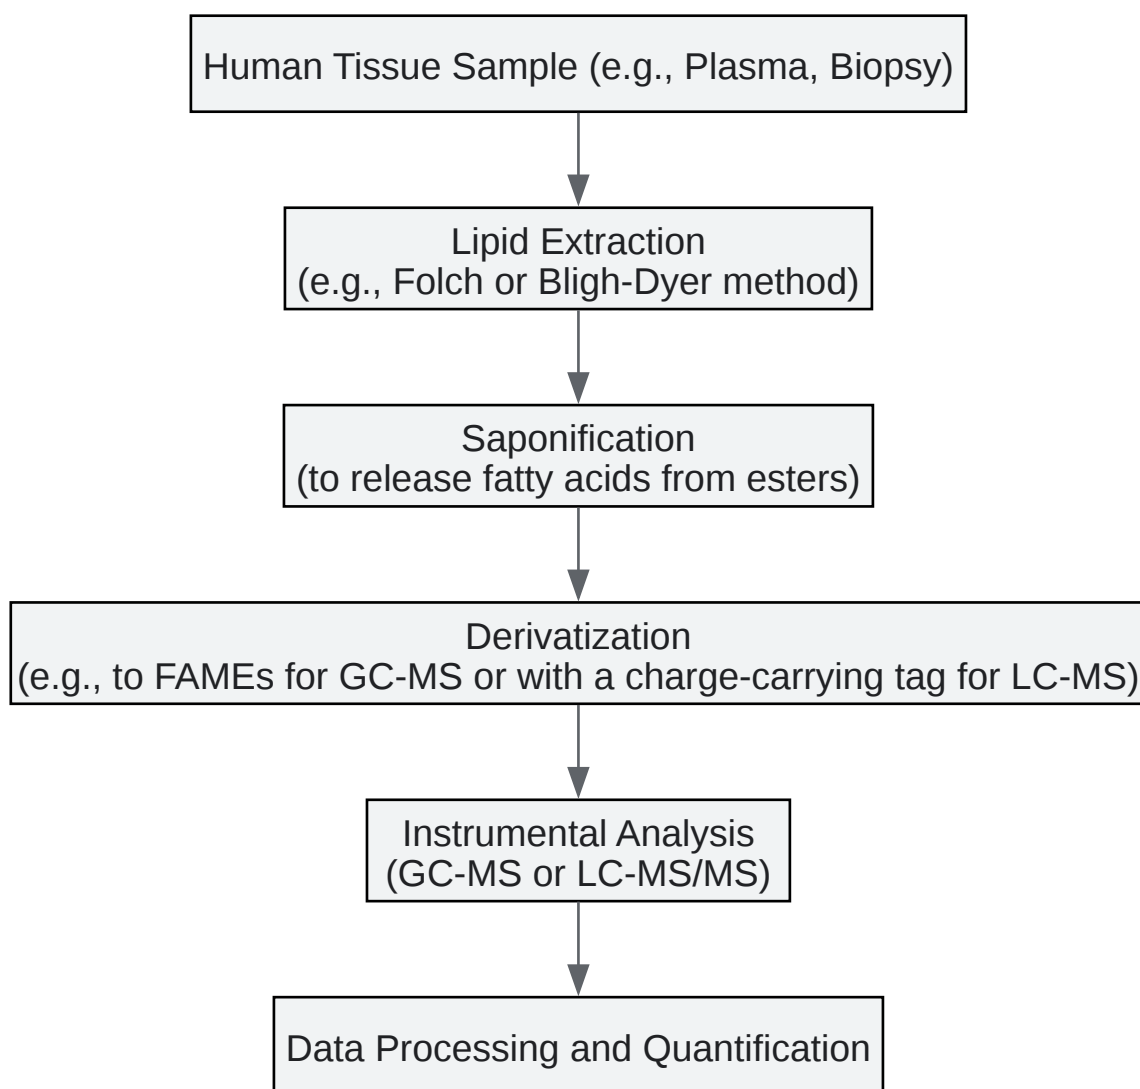 Human Tissue Sample (e.g., Plasma, Biopsy)
Lipid Extraction
(e.g., Folch or Bligh-Dyer method)
Saponification
(to release fatty acids from esters)
Derivatization
(e.g., to FAMEs for GC-MS or with a charge-carrying tag for LC-MS)
Instrumental Analysis
(GC-MS or LC-MS/MS)
Data Processing and Quantification